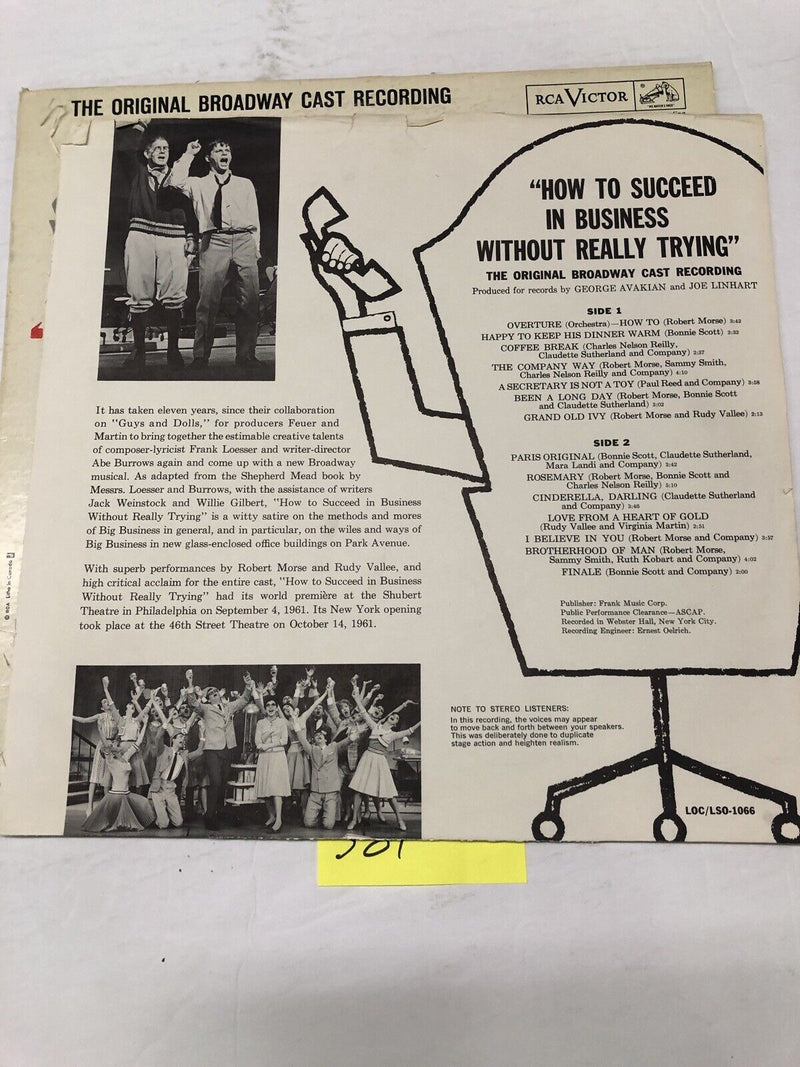 THE ORIGINAL BROADWAY CAST RECORDING
RCA VICTOR
"HOW TO SUCCEED
IN BUSINESS
WITHOUT REALLY TRYING"
THE ORIGINAL BROADWAY CAST RECORDING
Produced for records by GEORGE AVAKIAN and JOE LINHART
SIDE 1
OVERTURE (Orchestra)—HOW TO (Robert Morse) 3:42
HAPPY TO KEEP HIS DINNER WARM (Bonnie Scott) 2:32
COFFEE BREAK (Charles Nelson Reilly,
Claudette Sutherland and Company) 2:37
THE COMPANY WAY (Robert Morse, Sammy Smith,
Charles Nelson Reilly and Company) 4:10
A SECRETARY IS NOT A TOY (Paul Reed and Company) 3:58
BEEN A LONG DAY (Robert Morse, Bonnie Scott
and Claudette Sutherland) 3:02
GRAND OLD IVY (Robert Morse and Rudy Vallee) 2:13
SIDE 2
PARIS ORIGINAL (Bonnie Scott, Claudette Sutherland,
Mara Landi and Company) 2:42
ROSEMARY (Robert Morse, Bonnie Scott and
Charles Nelson Reilly) 5:10
CINDERELLA, DARLING (Claudette Sutherland
and Company) 2:46
LOVE FROM A HEART OF GOLD
(Rudy Vallee and Virginia Martin) 2:51
I BELIEVE IN YOU (Robert Morse and Company) 3:57
BROTHERHOOD OF MAN (Robert Morse,
Sammy Smith, Ruth Kobart and Company) 4:02
FINALE (Bonnie Scott and Company) 2:00
Publisher: Frank Music Corp.
Public Performance Clearance—ASCAP.
Recorded in Webster Hall, New York City.
Recording Engineer: Ernest Oelrich.
It has taken eleven years, since their collaboration
on "Guys and Dolls," for producers Feuer and
Martin to bring together the estimable creative talents
of composer-lyricist Frank Loesser and writer-director
Abe Burrows again and come up with a new Broadway
musical. As adapted from the Shepherd Mead book by
Messrs. Loesser and Burrows, with the assistance of writers
Jack Weinstock and Willie Gilbert, "How to Succeed in Business
Without Really Trying" is a witty satire on the methods and mores
of Big Business in general, and in particular, on the wiles and ways of
Big Business in new glass-enclosed office buildings on Park Avenue.
With superb performances by Robert Morse and Rudy Vallee, and
high critical acclaim for the entire cast, "How to Succeed in Business
Without Really Trying" had its world première at the Shubert
Theatre in Philadelphia on September 4, 1961. Its New York opening
took place at the 46th Street Theatre on October 14, 1961.
NOTE TO STEREO LISTENERS:
In this recording, the voices may appear
to move back and forth between your speakers.
This was deliberately done to duplicate
stage action and heighten realism.
LOC/LSO-1066